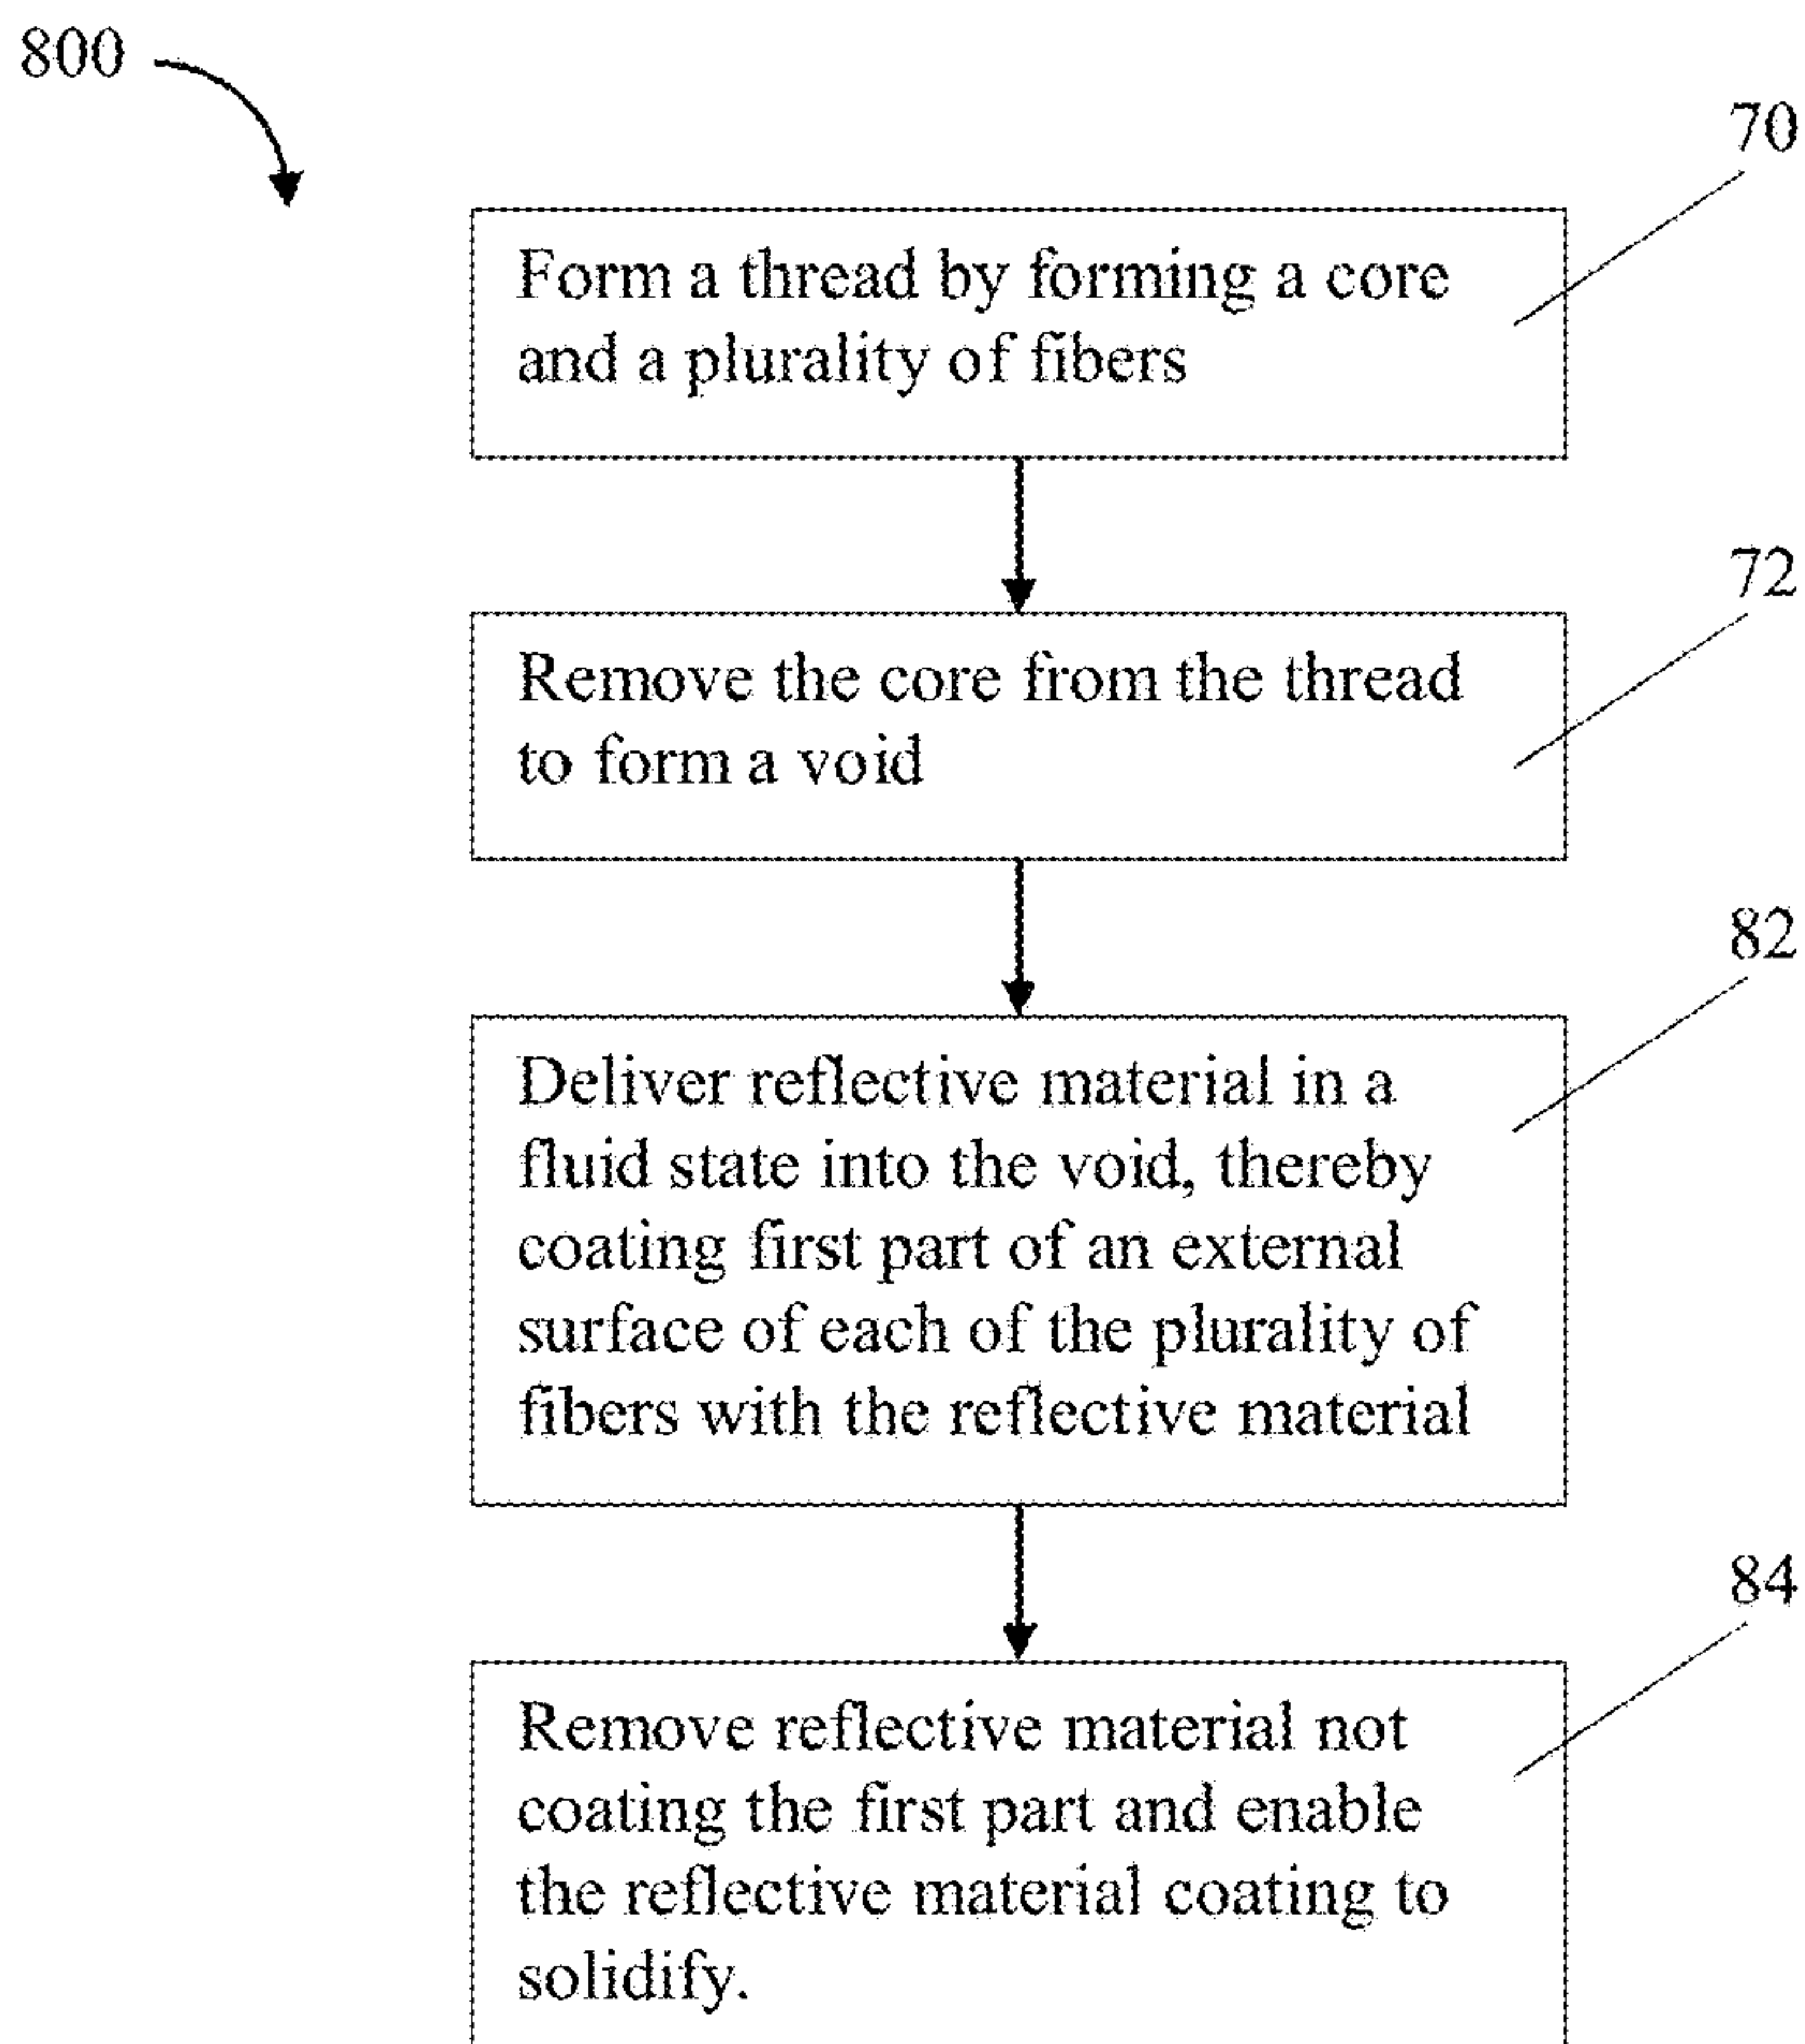 800
70
Form a thread by forming a core
and a plurality of fibers
72
Remove the core from the thread
to form a void
82
Deliver reflective material in a
fluid state into the void, thereby
coating first part of an external
surface of each of the plurality of
fibers with the reflective material
84
Remove reflective material not
coating the first part and enable
the reflective material coating to
solidify.